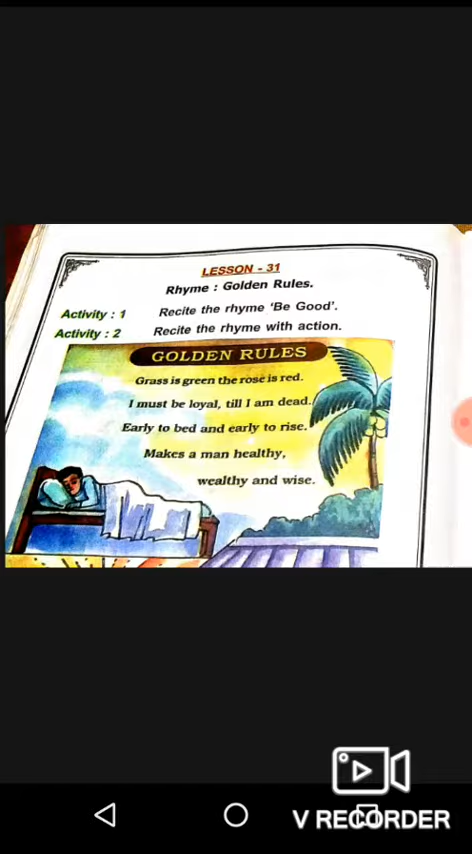 LESSON - 31
Rhyme : Golden Rules.
Activity : 1 Recite the rhyme 'Be Good'.
Activity : 2 Recite the rhyme with action.
GOLDEN RULES
Grass is green the rose is red.
I must be loyal, till I am dead.
Early to bed and early to rise.
Makes a man healthy,
wealthy and wise.
V RECORDER